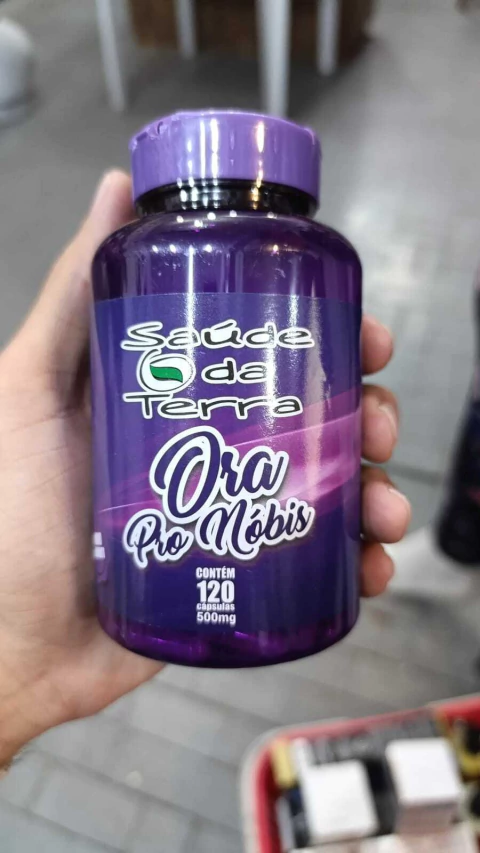 Saúde
da
Terra
Ora
Pro Nóbis
CONTÉM
120
cápsulas
500mg